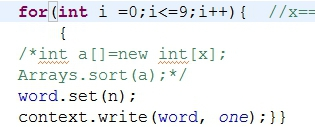 for(int i =0;i<=9;i++){ //x==
{
/*int a[]=new int[x];
Arrays.sort(a);*/
word.set(n);
context.write(word, one);}}